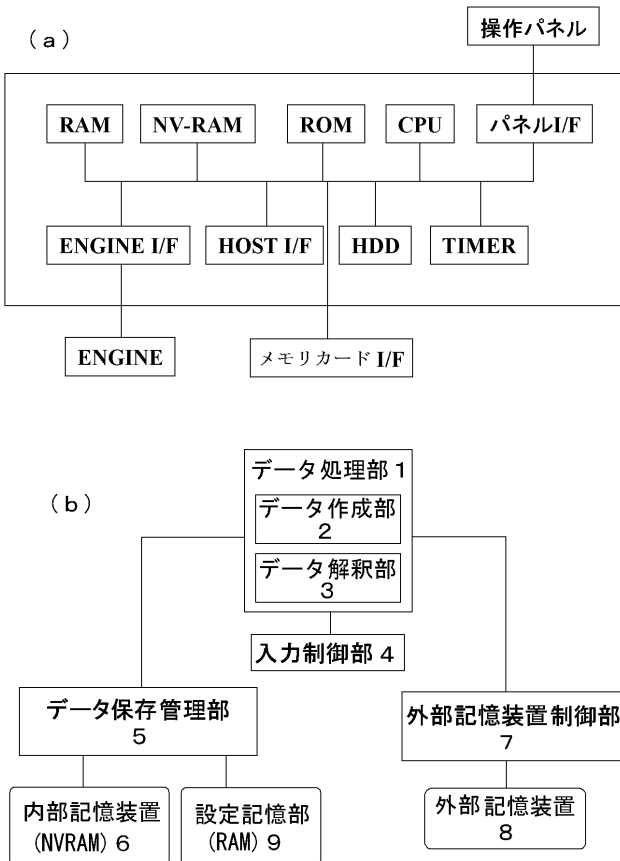 (a)
操作パネル
RAM
NV-RAM
ROM
CPU
パネルI/F
ENGINE I/F
HOST I/F
HDD
TIMER
ENGINE
メモリカード I/F
(b)
データ処理部 1
データ作成部
2
データ解釈部
3
入力制御部 4
データ保存管理部
5
外部記憶装置制御部
7
内部記憶装置
(NVRAM) 6
設定記憶部
(RAM) 9
外部記憶装置
8